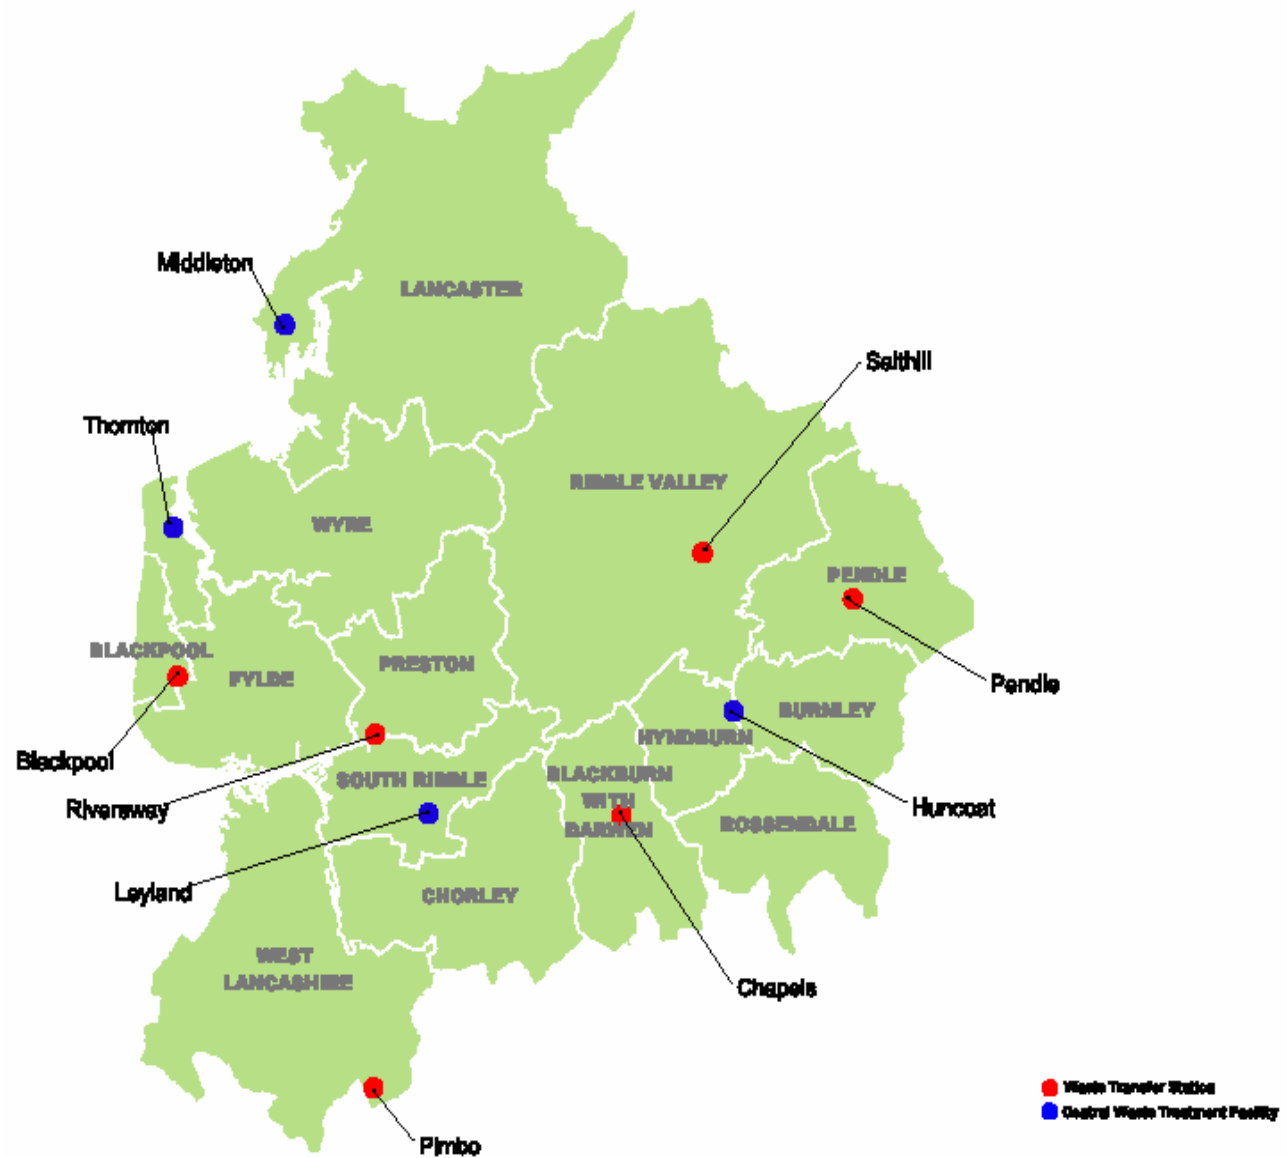 Middleton
LANCASTER
Salthill
Thornton
RIBBLE VALLEY
WYRE
PENDLE
BLACKPOOL
FYLDE
PRESTON
Pendle
BURNLEY
HYNDBURN
Blackpool
SOUTH RIBBLE
BLACKBURN
WITH
DARWEN
Riversway
Huncoat
ROSSENDALE
Leyland
CHORLEY
WEST
LANCASHIRE
Chapels
Waste Transfer Station
Central Waste Treatment Facility
Pimbo